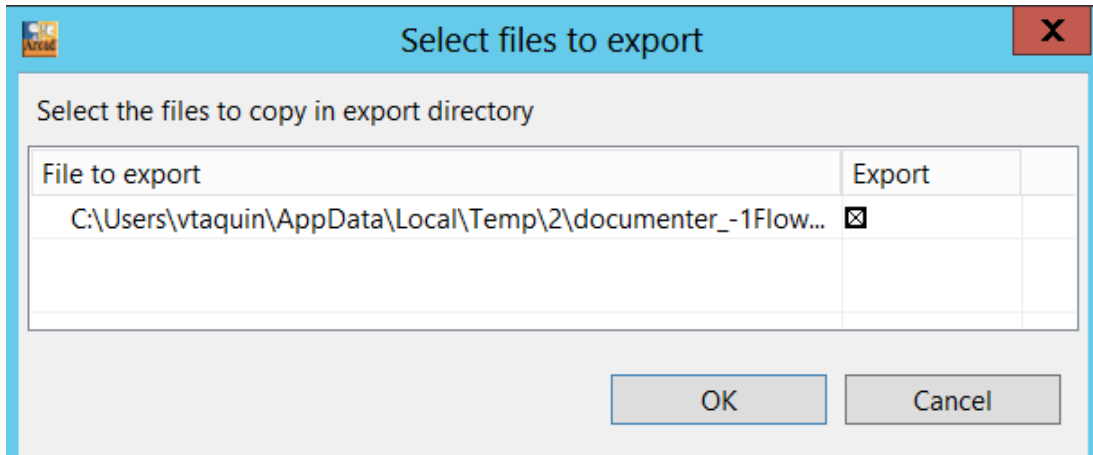 Arcad
Select files to export
X
Select the files to copy in export directory
File to export Export
C:\Users\vtaquin\AppData\Local\Temp\2\documenter_-1Flow...
OK Cancel